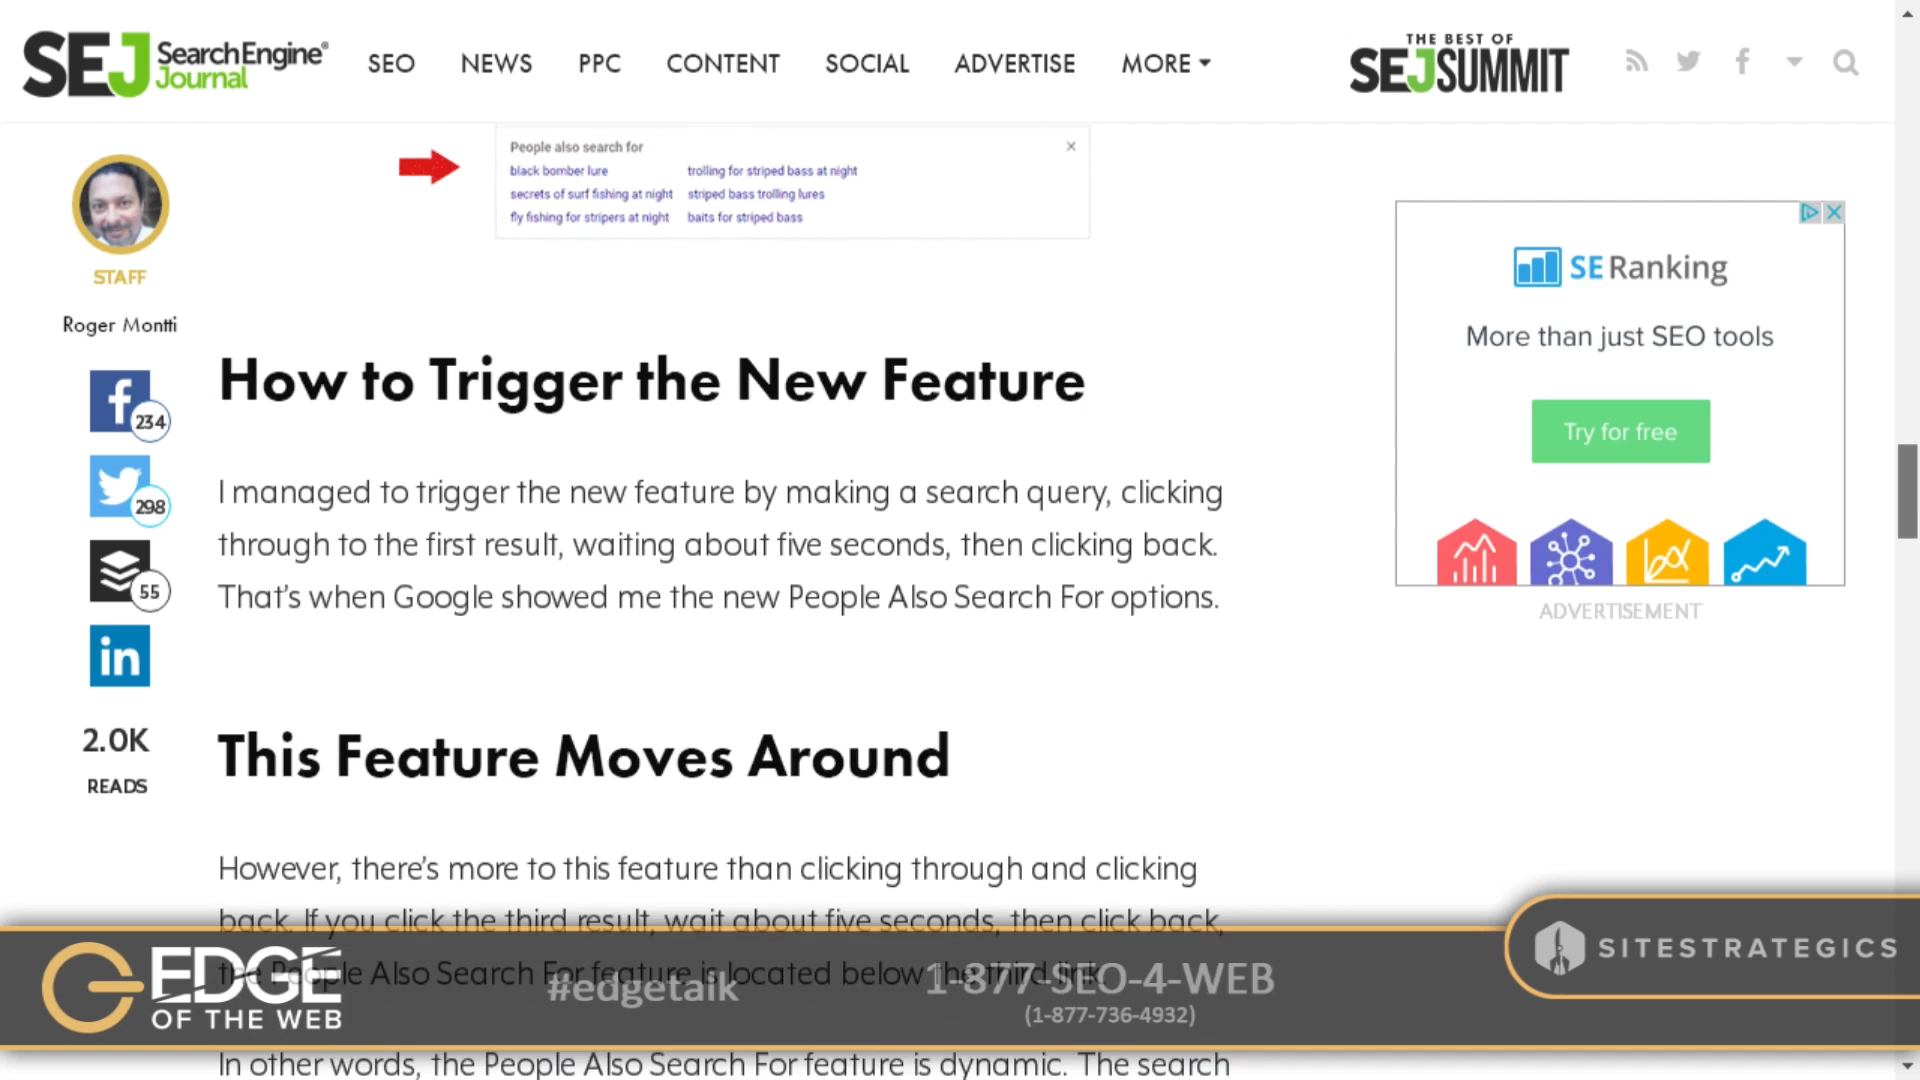 SEJ SearchEngine® Journal
SEO NEWS PPC CONTENT SOCIAL ADVERTISE MORE
THE BEST OF
SEJSUMMIT
People also search for
black bomber lure trolling for striped bass at night
secrets of surf fishing at night striped bass trolling lures
fly fishing for stripers at night baits for striped bass
STAFF
Roger Montti
234
298
55
in
2.0K
READS
How to Trigger the New Feature
I managed to trigger the new feature by making a search query, clicking
through to the first result, waiting about five seconds, then clicking back.
That's when Google showed me the new People Also Search For options.
This Feature Moves Around
However, there's more to this feature than clicking through and clicking
back. If you click the third result, wait about five seconds, then click back,
the People Also Search For feature is located below the third link.
In other words, the People Also Search For feature is dynamic. The search
SE Ranking
More than just SEO tools
Try for free
ADVERTISEMENT
EDGE
OF THE WEB
#edgetalk
1-877-SEO-4-WEB
(1-877-736-4932)
SITESTRATEGICS